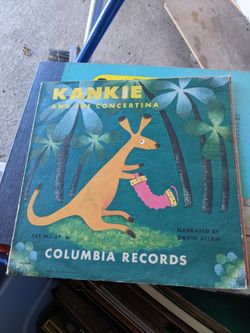 KANKIE
AND THE CONCERTINA
NARRATED BY
DAVID ALLEN
COLUMBIA RECORDS